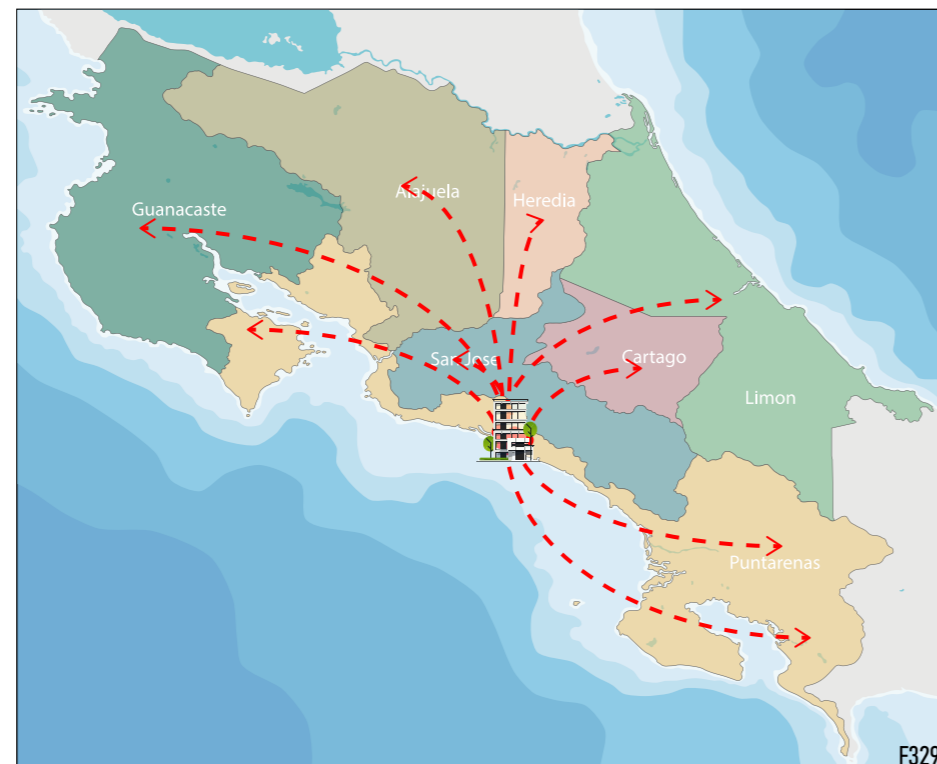 Alajuela
Heredia
Guanacaste
San Jose
Cartago
Limon
Puntarenas
F329